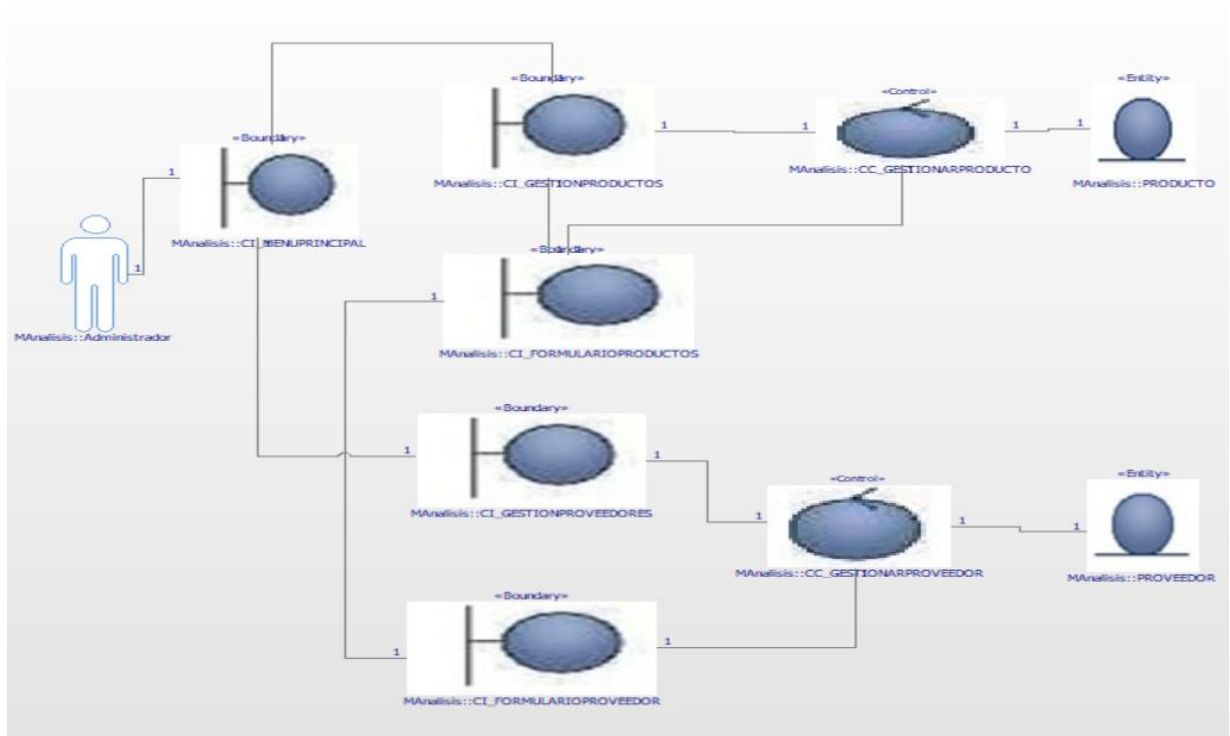 «Boundary»
1
MAnalisis::CI_GESTIONPRODUCTOS
1
1
«Control»
MAnalisis::CC_GESTIONARPRODUCTO
1
1
«Entity»
MAnalisis::PRODUCTO
«Boundary»
1
MAnalisis::CI_MENUPRINCIPAL
1
MAnalisis::Administrador
«Boundary»
1
MAnalisis::CI_FORMULARIOPRODUCTOS
«Boundary»
1
1
MAnalisis::CI_GESTIONPROVEEDORES
«Control»
1
1
MAnalisis::CC_GESTIONARPROVEEDOR
«Entity»
1
MAnalisis::PROVEEDOR
«Boundary»
1
1
MAnalisis::CI_FORMULARIOPROVEEDOR